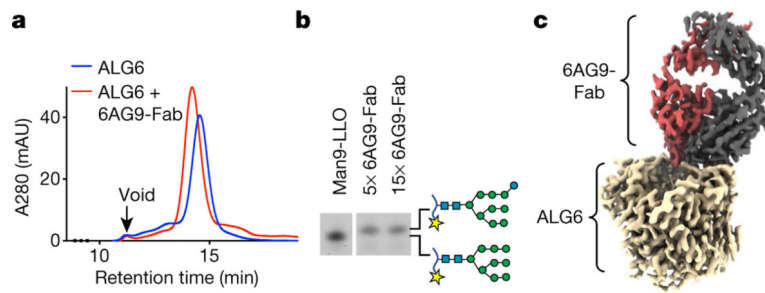 a
ALG6
ALG6 +
6AG9-Fab
A280 (mAU)
40
20
0
Void
10
15
Retention time (min)
b
Man9-LLO
5× 6AG9-Fab
15× 6AG9-Fab
c
6AG9-
Fab
ALG6